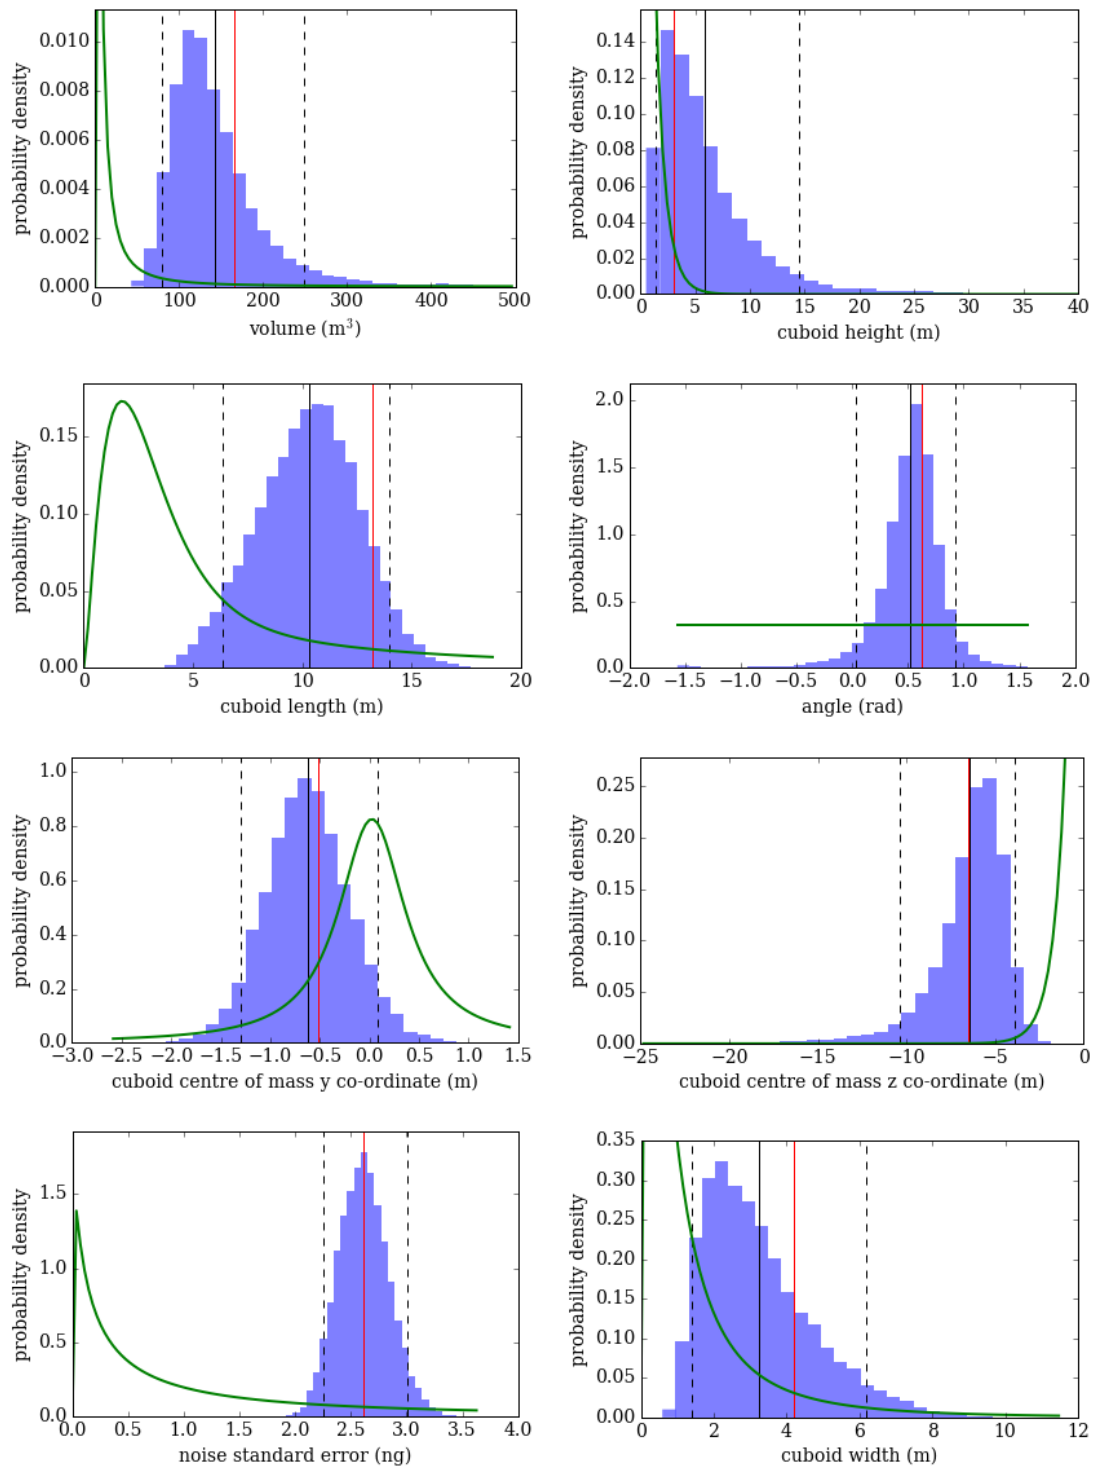 probability density
0.010
0.008
0.006
0.004
0.002
0.000
0 100 200 300 400 500
volume (m³)
probability density
0.14
0.12
0.10
0.08
0.06
0.04
0.02
0.00
0 5 10 15 20 25 30 35 40
cuboid height (m)
probability density
0.15
0.10
0.05
0.00
0 5 10 15 20
cuboid length (m)
probability density
2.0
1.5
1.0
0.5
0.0
−2.0 −1.5 −1.0 −0.5 0.0 0.5 1.0 1.5 2.0
angle (rad)
probability density
1.0
0.8
0.6
0.4
0.2
0.0
−3.0 −2.5 −2.0 −1.5 −1.0 −0.5 0.0 0.5 1.0 1.5
cuboid centre of mass y co-ordinate (m)
probability density
0.25
0.20
0.15
0.10
0.05
0.00
−25 −20 −15 −10 −5 0
cuboid centre of mass z co-ordinate (m)
probability density
1.5
1.0
0.5
0.0
0.0 0.5 1.0 1.5 2.0 2.5 3.0 3.5 4.0
noise standard error (ng)
probability density
0.35
0.30
0.25
0.20
0.15
0.10
0.05
0.00
0 2 4 6 8 10 12
cuboid width (m)